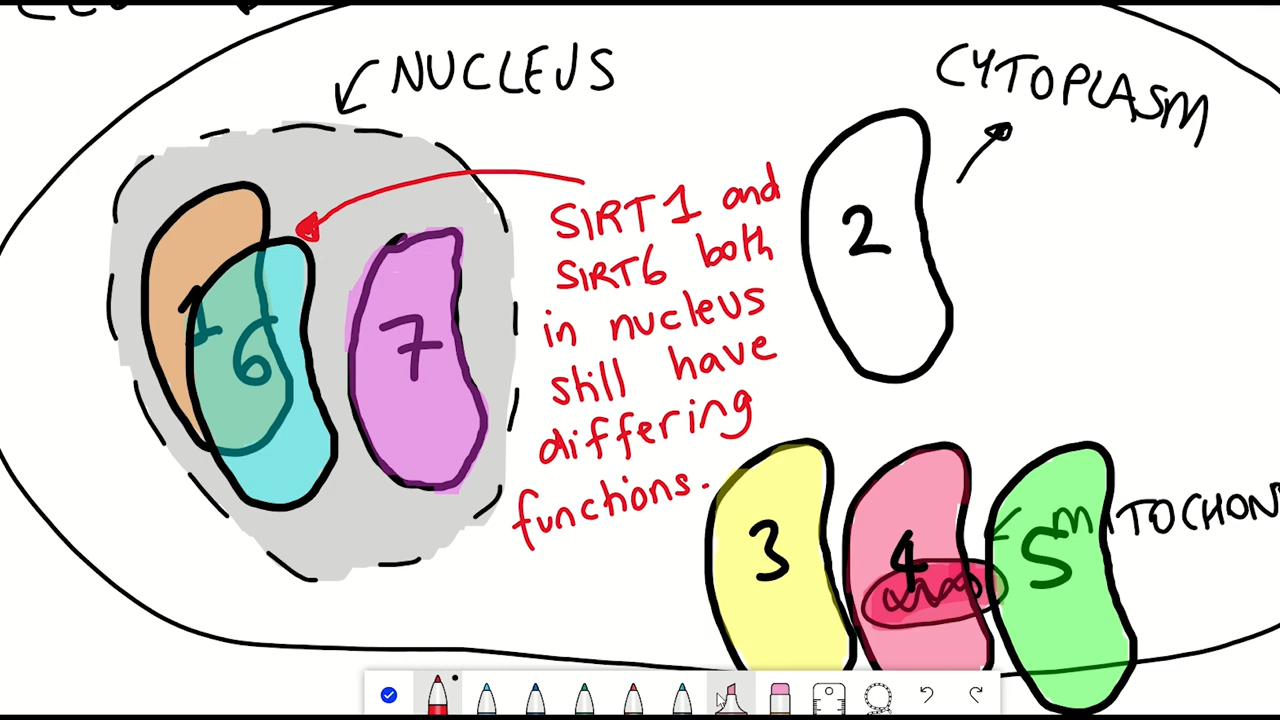 NUCLEUS
CYTOPLASM
SIRT1 and
SIRT6 both
in nucleus
still have
differing
functions.
1
6
7
2
3
4
5
MITOCHON